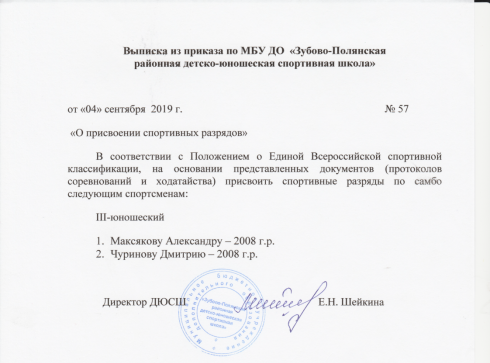 Выписка из приказа по МБУ ДО «Зубово-Полянская
районная детско-юношеская спортивная школа»
от «04» сентября 2019 г. № 57
«О присвоении спортивных разрядов»
В соответствии с Положением о Единой Всероссийской спортивной
классификации, на основании представленных документов (протоколов
соревнований и ходатайства) присвоить спортивные разряды по самбо
следующим спортсменам:
III-юношеский
1. Максякову Александру – 2008 г.р.
2. Чуринову Дмитрию – 2008 г.р.
Директор ДЮСШ Е.Н. Шейкина